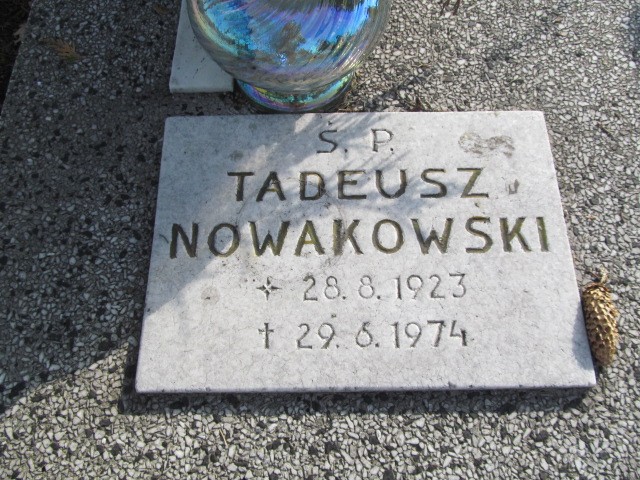 Ś. P.
TADEUSZ
NOWAKOWSKI
✧ 28. 8. 1923
† 29. 6. 1974